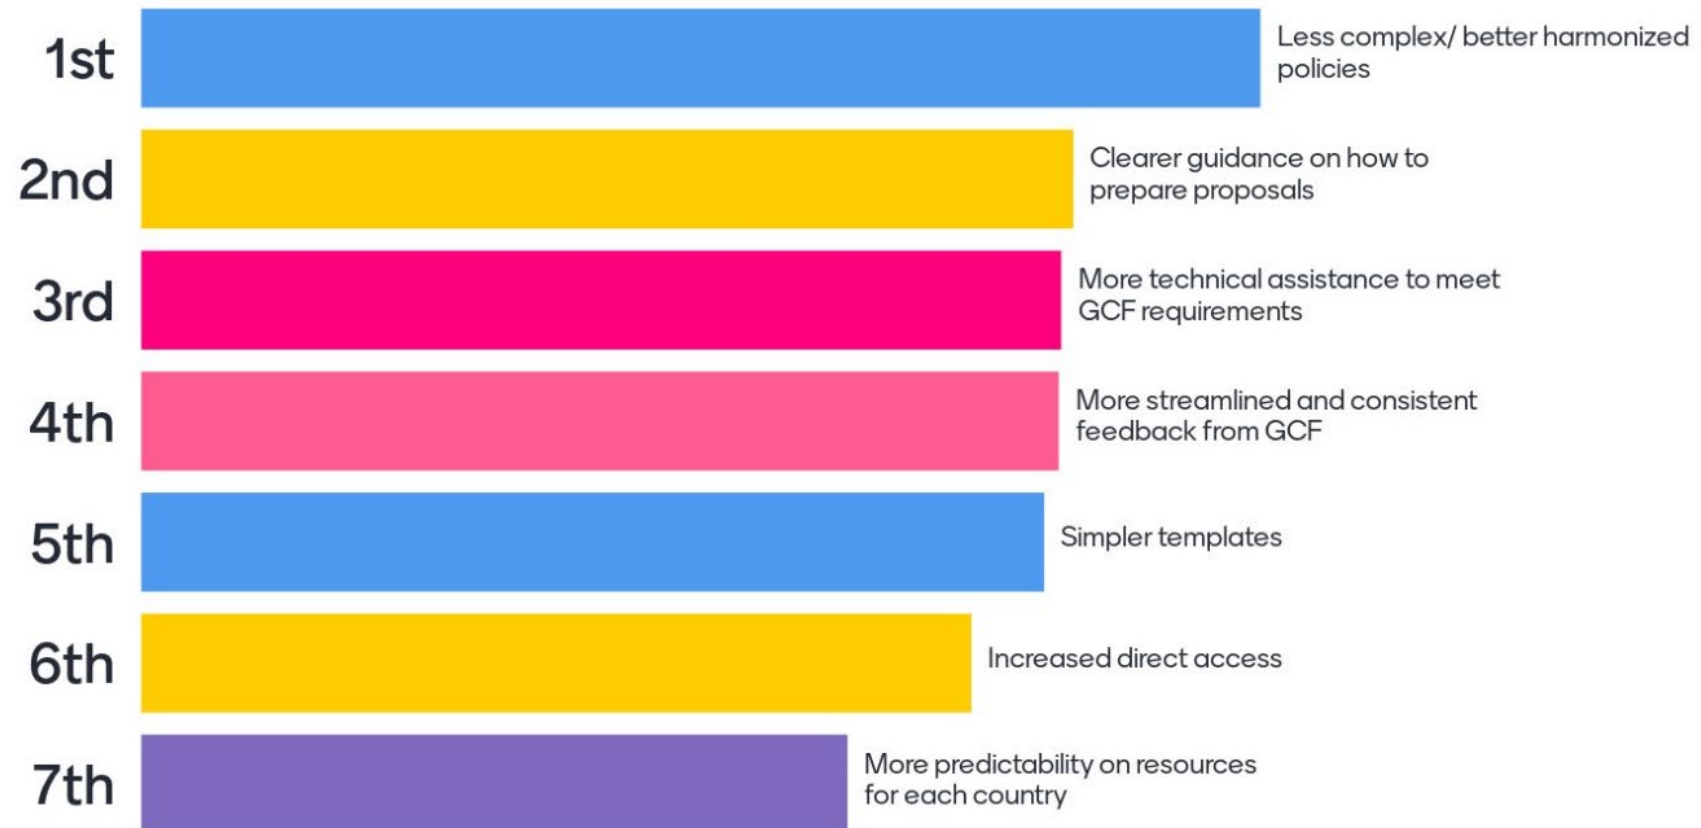 1st
Less complex/ better harmonized
policies
2nd
Clearer guidance on how to
prepare proposals
3rd
More technical assistance to meet
GCF requirements
4th
More streamlined and consistent
feedback from GCF
5th
Simpler templates
6th
Increased direct access
7th
More predictability on resources
for each country